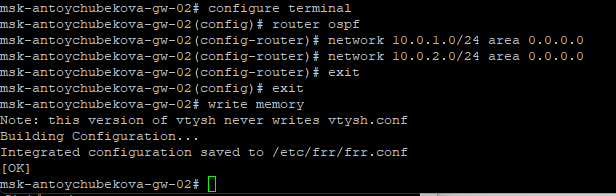 msk-antoychubekova-gw-02# configure terminal
msk-antoychubekova-gw-02(config)# router ospf
msk-antoychubekova-gw-02(config-router)# network 10.0.1.0/24 area 0.0.0.0
msk-antoychubekova-gw-02(config-router)# network 10.0.2.0/24 area 0.0.0.0
msk-antoychubekova-gw-02(config-router)# exit
msk-antoychubekova-gw-02(config)# exit
msk-antoychubekova-gw-02# write memory
Note: this version of vtysh never writes vtysh.conf
Building Configuration...
Integrated configuration saved to /etc/frr/frr.conf
[OK]
msk-antoychubekova-gw-02#